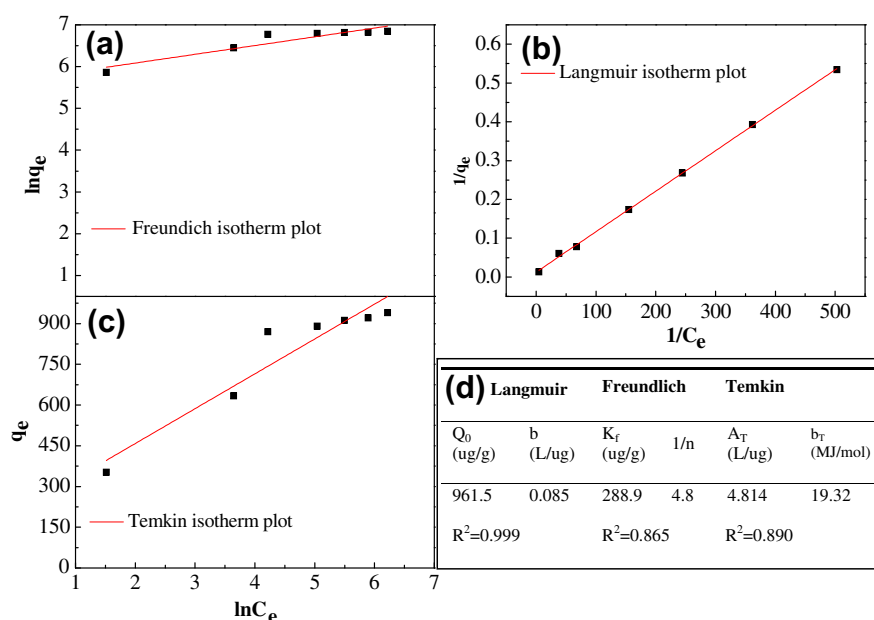 (a)
7
6
5
4
3
2
1
lnqe
Freundich isotherm plot
(b)
Langmuir isotherm plot
0.6
0.5
0.4
0.3
0.2
0.1
0.0
1/qe
0 100 200 300 400 500
1/Ce
(c)
900
750
600
450
300
150
0
qe
Temkin isotherm plot
1 2 3 4 5 6 7
lnCe
(d) Langmuir Freundlich Temkin
Q0 b Kf 1/n AT bT
(ug/g) (L/ug) (ug/g) (L/ug) (MJ/mol)
961.5 0.085 288.9 4.8 4.814 19.32
R²=0.999 R²=0.865 R²=0.890